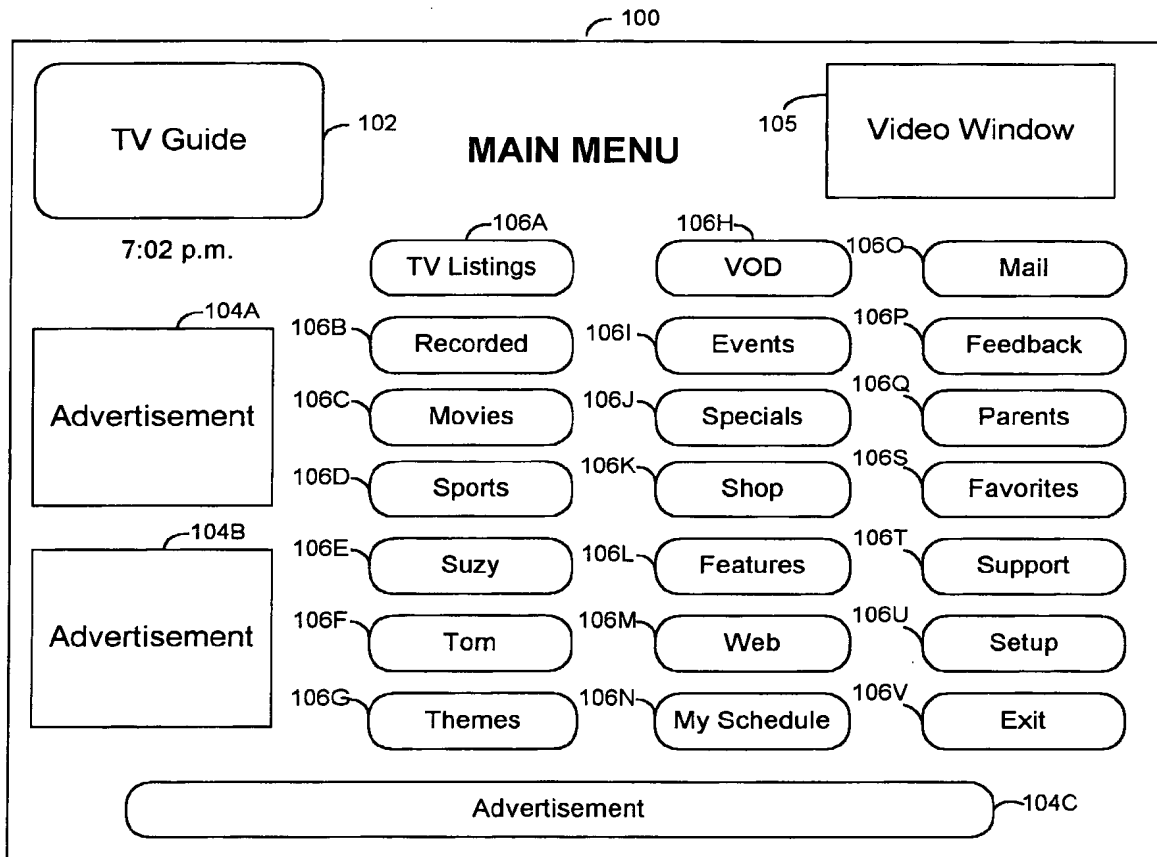 100
TV Guide
102
MAIN MENU
105
Video Window
7:02 p.m.
106A
TV Listings
106H
VOD
106O
Mail
104A
Advertisement
106B
Recorded
106I
Events
106P
Feedback
106C
Movies
106J
Specials
106Q
Parents
106D
Sports
106K
Shop
106S
Favorites
104B
Advertisement
106E
Suzy
106L
Features
106T
Support
106F
Tom
106M
Web
106U
Setup
106G
Themes
106N
My Schedule
106V
Exit
Advertisement
104C